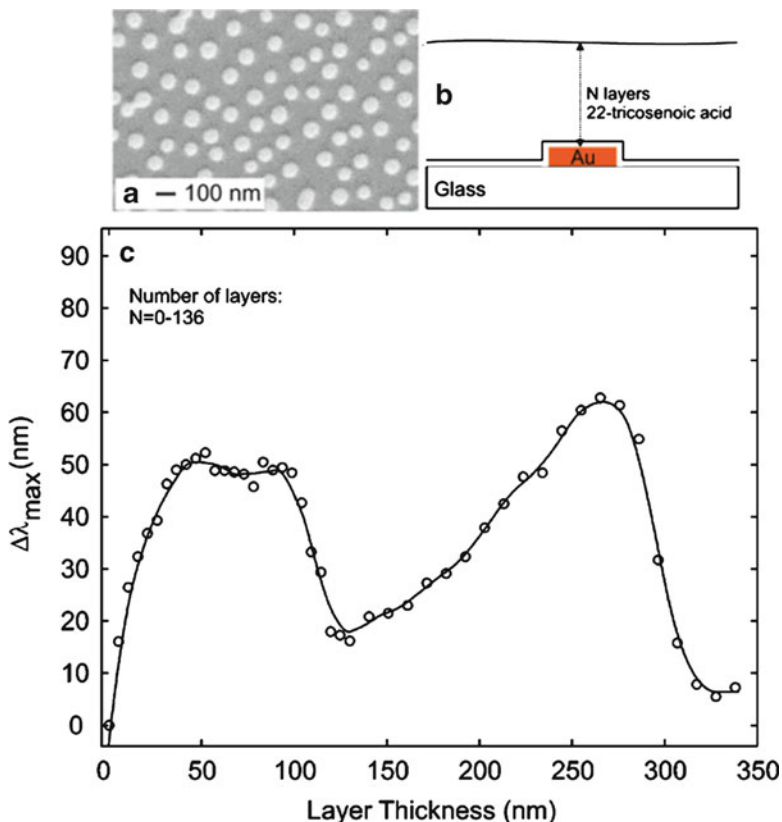 a
100 nm
b
N layers
22-tricosenoic acid
Au
Glass
c
Number of layers:
N=0-136
Δλmax(nm)
90
80
70
60
50
40
30
20
10
0
0
50
100
150
200
250
300
350
Layer Thickness (nm)